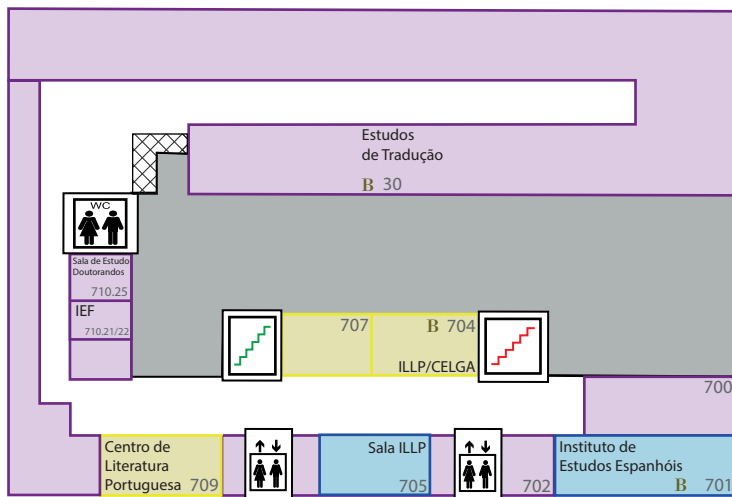 Estudos
de Tradução
B 30
WC
Sala de Estudo
Doutorandos
710.25
IEF
710.21/22
707
B 704
ILLP/CELGA
700
Centro de
Literatura
Portuguesa 709
Sala ILLP
705
702
Instituto de
Estudos Espanhóis
B 701